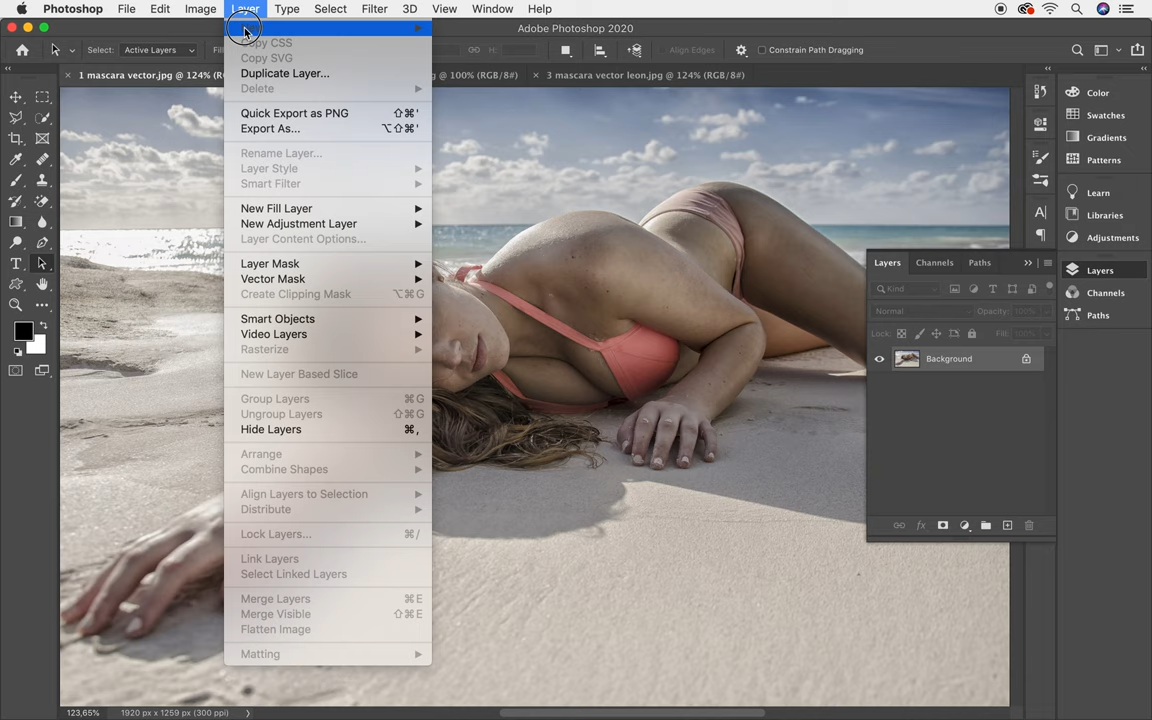 Photoshop File Edit Image Layer Type Select Filter 3D View Window Help
Adobe Photoshop 2020
Select: Active Layers Fil H: Align Edges Constrain Path Dragging
1 mascara vector.jpg @ 124% (R g @ 100% (RGB/8#) 3 mascara vector leon.jpg @ 124% (RGB/8#)
Copy CSS
Copy SVG
Duplicate Layer...
Delete
Quick Export as PNG ⇧⌘'
Export As... ⌥⇧⌘'
Rename Layer...
Layer Style
Smart Filter
New Fill Layer
New Adjustment Layer
Layer Content Options...
Layer Mask
Vector Mask
Create Clipping Mask ⌥⌘G
Smart Objects
Video Layers
Rasterize
New Layer Based Slice
Group Layers ⌘G
Ungroup Layers ⇧⌘G
Hide Layers ⌘,
Arrange
Combine Shapes
Align Layers to Selection
Distribute
Lock Layers... ⌘/
Link Layers
Select Linked Layers
Merge Layers ⌘E
Merge Visible ⇧⌘E
Flatten Image
Matting
Layers Channels Paths
Kind
Normal Opacity: 100%
Lock: Fill: 100%
Background
Color
Swatches
Gradients
Patterns
Learn
Libraries
Adjustments
Layers
Channels
Paths
123,65% 1920 px x 1259 px (300 ppi)